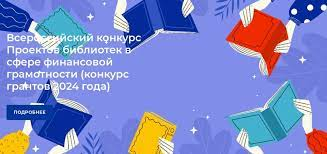 Всероссийский конкурс
Проектов библиотек в
сфере финансовой
грамотности (конкурс
грантов 2024 года)
ПОДРОБНЕЕ